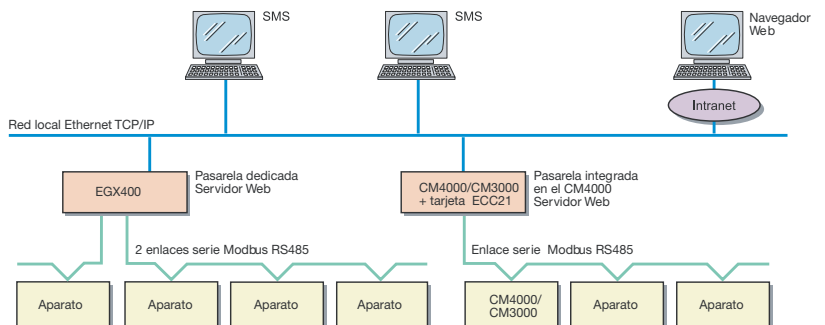 SMS
SMS
Navegador
Web
Intranet
Red local Ethernet TCP/IP
EGX400
Pasarela dedicada
Servidor Web
CM4000/CM3000
+ tarjeta ECC21
Pasarela integrada
en el CM4000
Servidor Web
2 enlaces serie Modbus RS485
Enlace serie Modbus RS485
Aparato
Aparato
Aparato
Aparato
CM4000/
CM3000
Aparato
Aparato